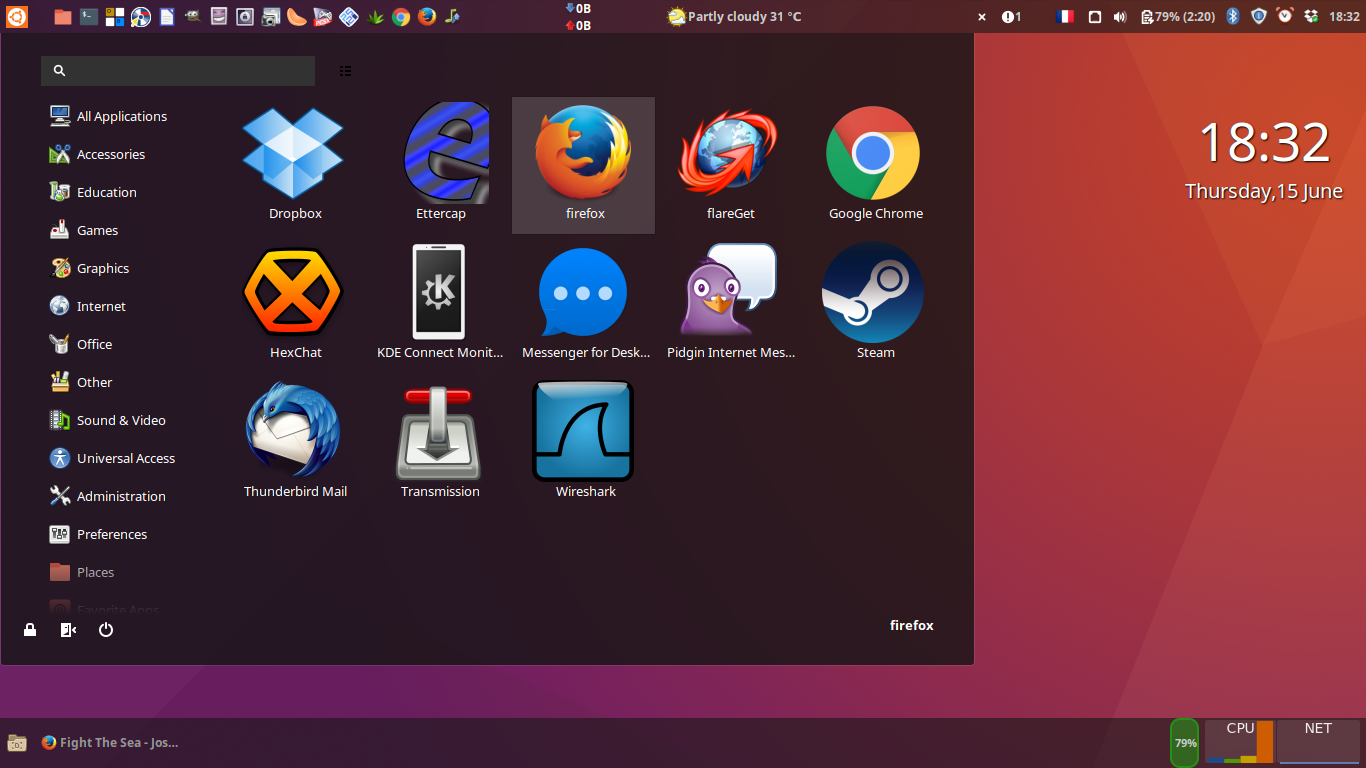 0B
0B
Partly cloudy 31 °C
1
79% (2:20)
18:32
All Applications
Accessories
Education
Games
Graphics
Internet
Office
Other
Sound & Video
Universal Access
Administration
Preferences
Places
Favorite Apps
Dropbox
Ettercap
firefox
flareGet
Google Chrome
HexChat
KDE Connect Monit...
Messenger for Desk...
Pidgin Internet Mes...
Steam
Thunderbird Mail
Transmission
Wireshark
firefox
18:32
Thursday,15 June
Fight The Sea - Jos...
79%
CPU
NET